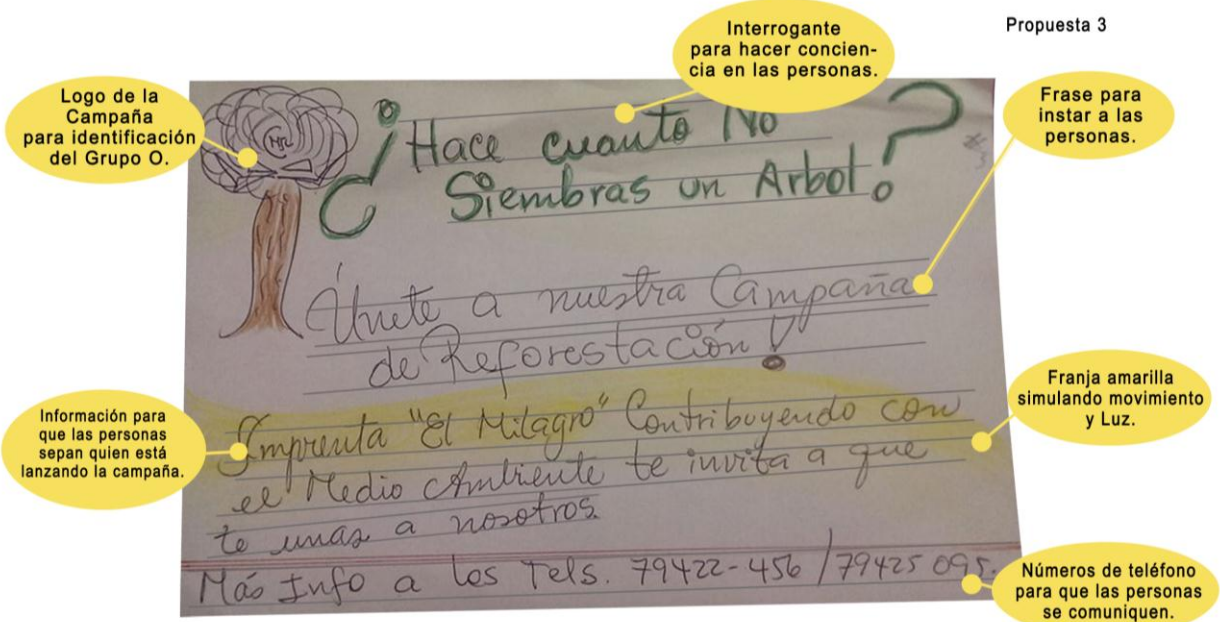 Propuesta 3
Interrogante
para hacer concien-
cia en las personas.
Logo de la
Campaña
para identificación
del Grupo O.
Frase para
instar a las
personas.
¿Hace cuanto No
Siembras un Arbol?
Únete a nuestra Campaña
de Reforestación!
Información para
que las personas
sepan quien está
lanzando la campaña.
Franja amarilla
simulando movimiento
y Luz.
Imprenta "El Milagro" Contribuyendo con
el Medio Ambiente te invita a que
te unas a nosotros.
Más Info a los Tels. 79422-456 / 79425095.
Números de teléfono
para que las personas
se comuniquen.